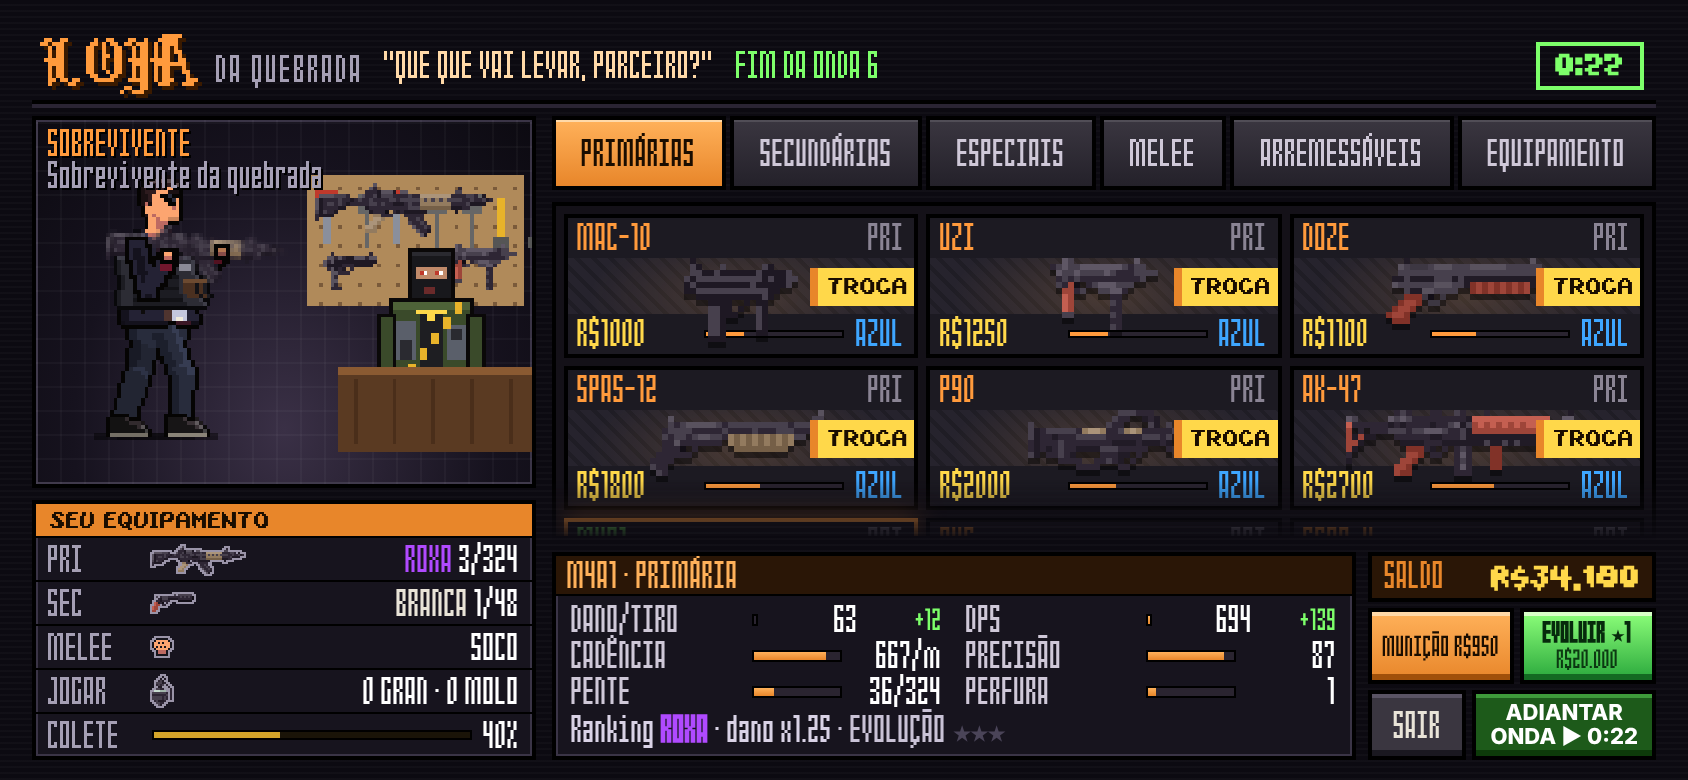 LOJA DA QUEBRADA "QUE QUE VAI LEVAR, PARCEIRO?" FIM DA ONDA 6 0:22
SOBREVIVENTE
Sobrevivente da quebrada
PRIMÁRIAS SECUNDÁRIAS ESPECIAIS MELEE ARREMESSÁVEIS EQUIPAMENTO
MAC-10 PRI
TROCA
R$1000 AZUL
UZI PRI
TROCA
R$1250 AZUL
DOZE PRI
TROCA
R$1100 AZUL
SPAS-12 PRI
TROCA
R$1800 AZUL
P90 PRI
TROCA
R$2000 AZUL
AK-47 PRI
TROCA
R$2700 AZUL
SEU EQUIPAMENTO
PRI ROXA 3/324
SEC BRANCA 1/48
MELEE SOCO
JOGAR 0 GRAN · 0 MOLO
COLETE 40%
M4A1 · PRIMÁRIA
DANO/TIRO 63 +12 DPS 694 +139
CADÊNCIA 667/m PRECISÃO 87
PENTE 36/324 PERFURA 1
Ranking ROXA · dano x1.25 · EVOLUÇÃO ★★★
SALDO R$34.180
MUNIÇÃO R$950
EVOLUIR ★1
R$20.000
SAIR
ADIANTAR
ONDA ▶ 0:22